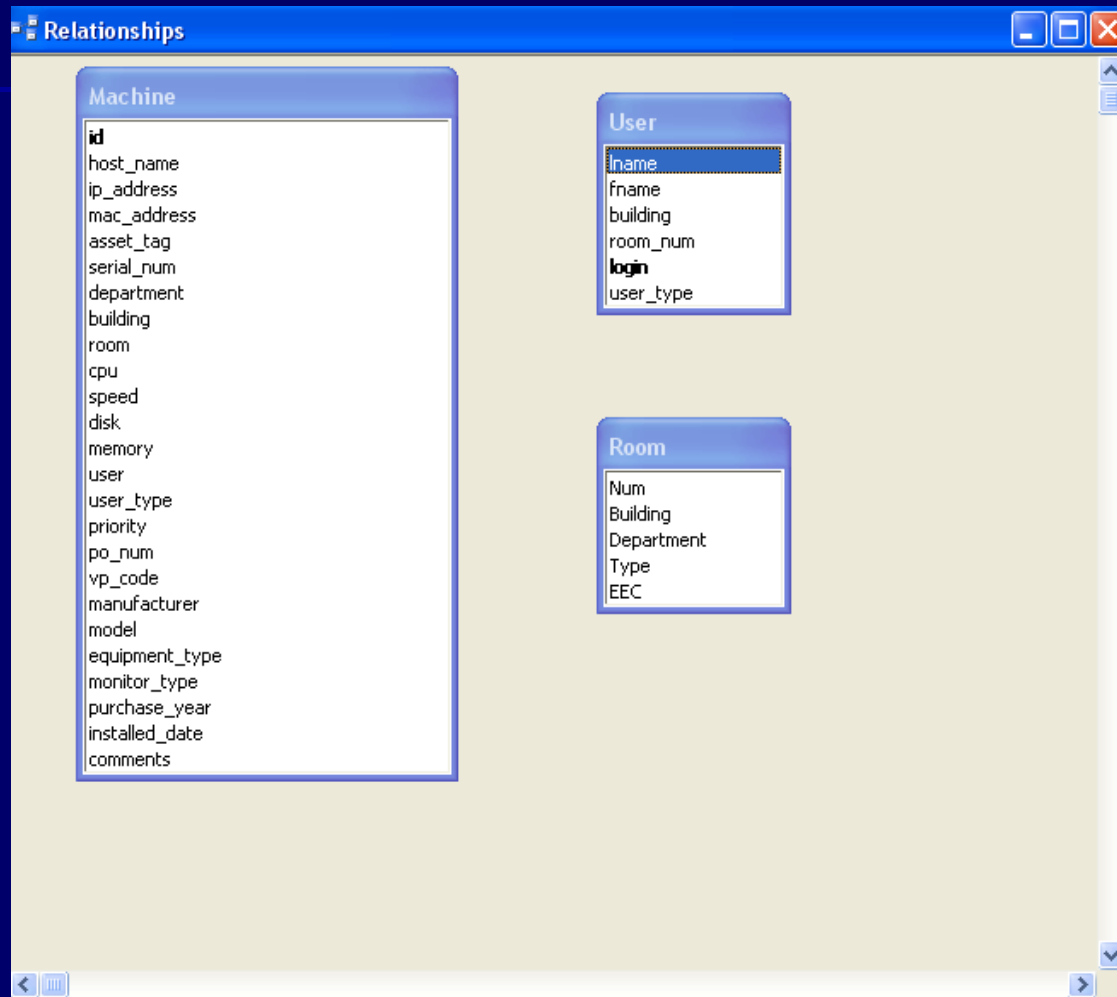 Relationships
Machine
id
host_name
ip_address
mac_address
asset_tag
serial_num
department
building
room
cpu
speed
disk
memory
user
user_type
priority
po_num
vp_code
manufacturer
model
equipment_type
monitor_type
purchase_year
installed_date
comments
User
lname
fname
building
room_num
login
user_type
Room
Num
Building
Department
Type
EEC